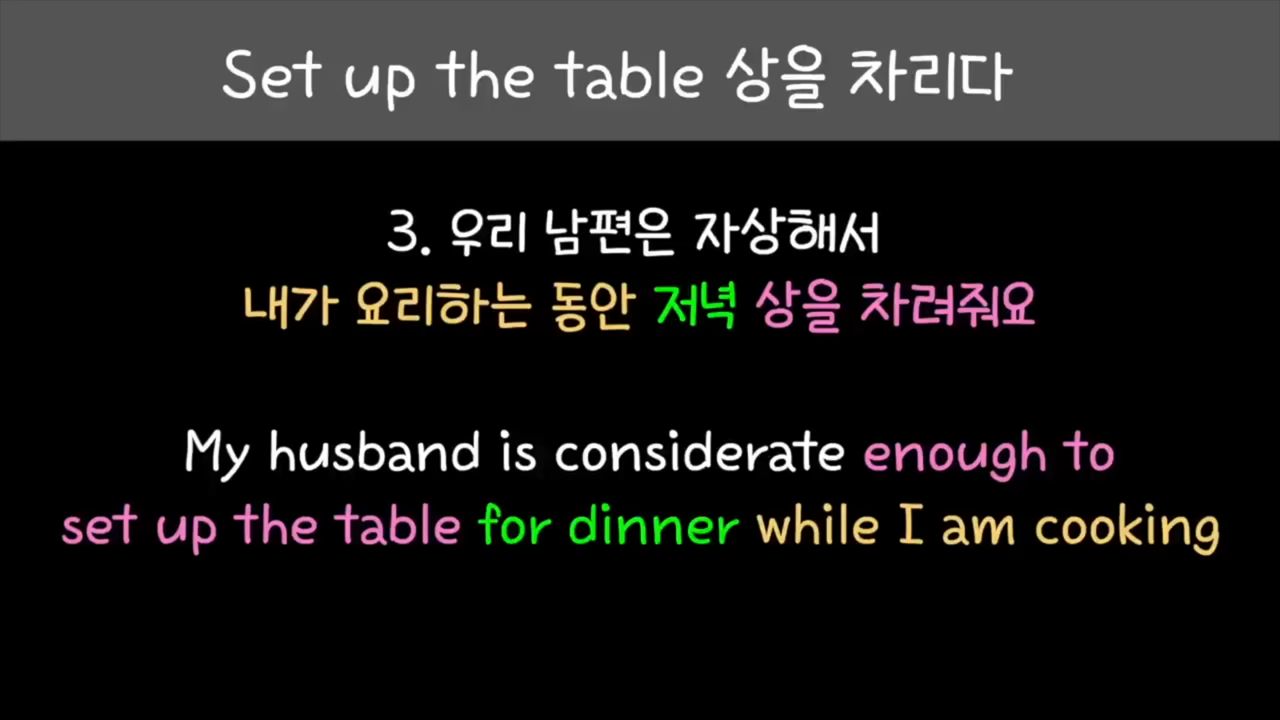 Set up the table 상을 차리다
3. 우리 남편은 자상해서
내가 요리하는 동안 저녁 상을 차려줘요
My husband is considerate enough to
set up the table for dinner while I am cooking